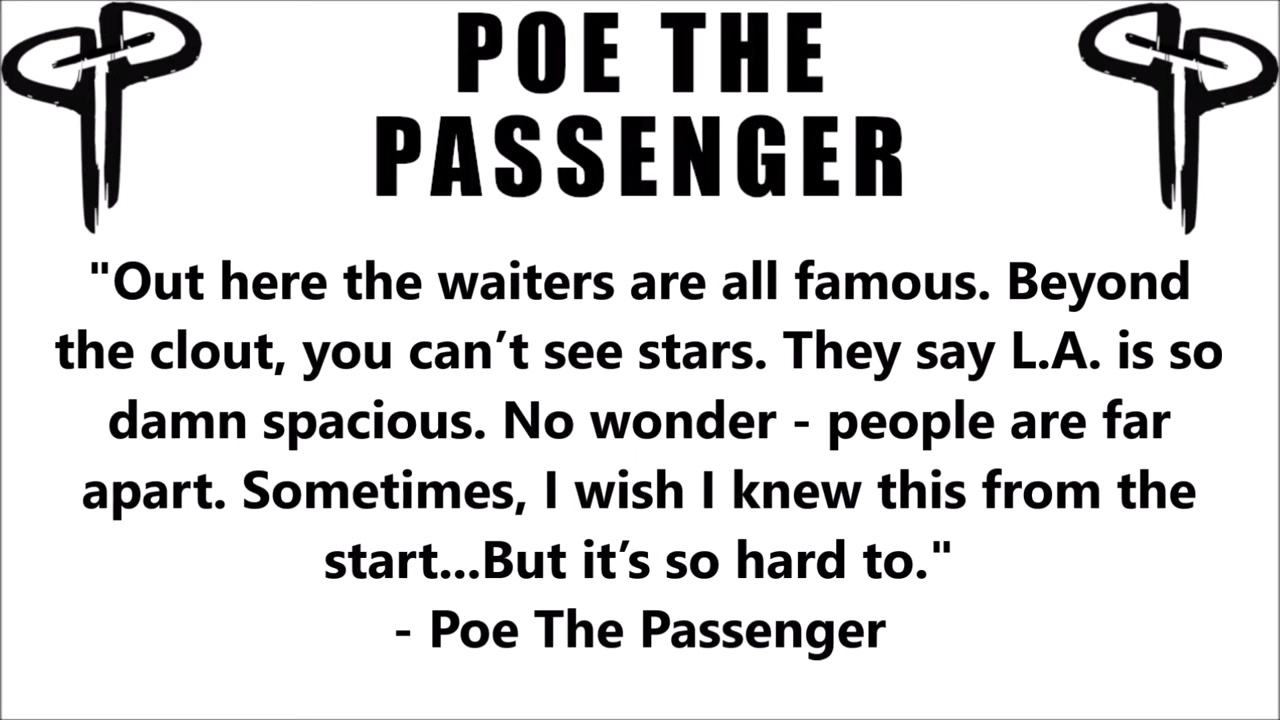 POE THE
PASSENGER
"Out here the waiters are all famous. Beyond
the clout, you can’t see stars. They say L.A. is so
damn spacious. No wonder - people are far
apart. Sometimes, I wish I knew this from the
start...But it’s so hard to."
- Poe The Passenger